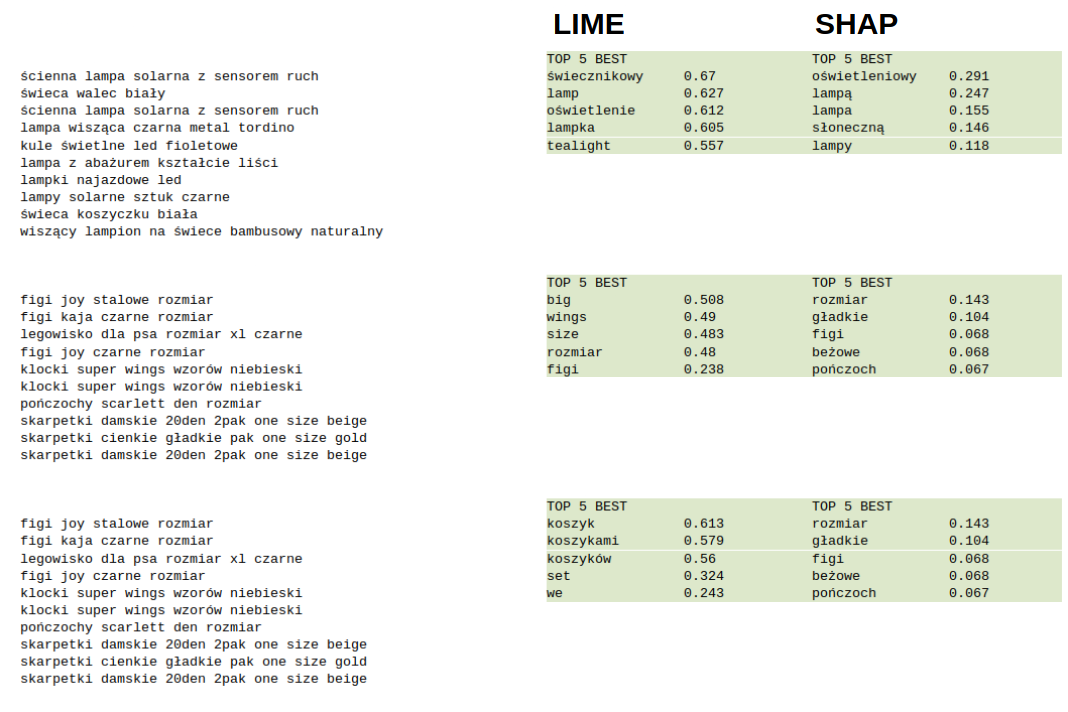 LIME SHAP
TOP 5 BEST TOP 5 BEST
ścienna lampa solarna z sensorem ruch świecznikowy 0.67 oświetleniowy 0.291
świeca walec biały lamp 0.627 lampą 0.247
ścienna lampa solarna z sensorem ruch oświetlenie 0.612 lampa 0.155
lampa wisząca czarna metal tordino lampka 0.605 słoneczną 0.146
kule świetlne led fioletowe tealight 0.557 lampy 0.118
lampa z abażurem kształcie liści
lampki najazdowe led
lampy solarne sztuk czarne
świeca koszyczku biała
wiszący lampion na świece bambusowy naturalny
TOP 5 BEST TOP 5 BEST
figi joy stalowe rozmiar big 0.508 rozmiar 0.143
figi kaja czarne rozmiar wings 0.49 gładkie 0.104
legowisko dla psa rozmiar xl czarne size 0.483 figi 0.068
figi joy czarne rozmiar rozmiar 0.48 beżowe 0.068
klocki super wings wzorów niebieski figi 0.238 pończoch 0.067
klocki super wings wzorów niebieski
pończochy scarlett den rozmiar
skarpetki damskie 20den 2pak one size beige
skarpetki cienkie gładkie pak one size gold
skarpetki damskie 20den 2pak one size beige
TOP 5 BEST TOP 5 BEST
figi joy stalowe rozmiar koszyk 0.613 rozmiar 0.143
figi kaja czarne rozmiar koszykami 0.579 gładkie 0.104
legowisko dla psa rozmiar xl czarne koszyków 0.56 figi 0.068
figi joy czarne rozmiar set 0.324 beżowe 0.068
klocki super wings wzorów niebieski we 0.243 pończoch 0.067
klocki super wings wzorów niebieski
pończochy scarlett den rozmiar
skarpetki damskie 20den 2pak one size beige
skarpetki cienkie gładkie pak one size gold
skarpetki damskie 20den 2pak one size beige